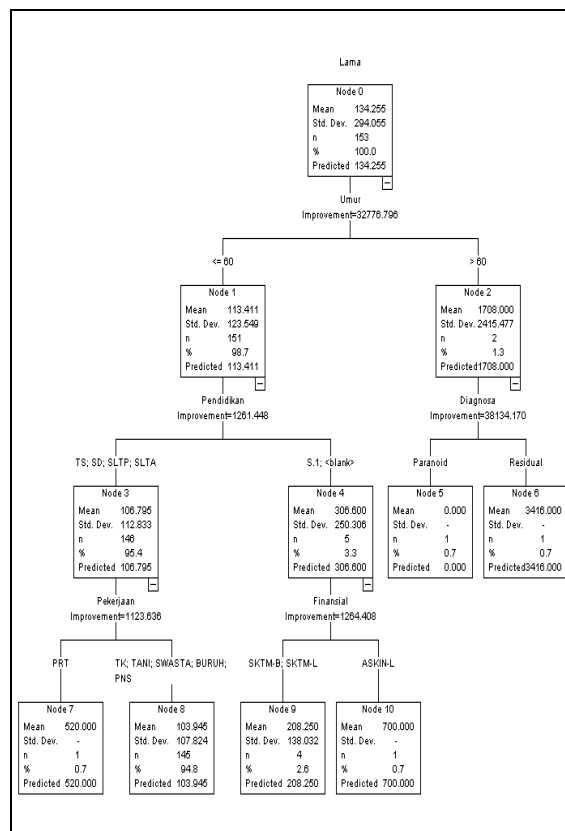 Lama
Node 0
Mean 134.255
Std. Dev. 294.055
n 153
% 100.0
Predicted 134.255
Umur
Improvement=32776.796
<= 60
> 60
Node 1
Mean 113.411
Std. Dev. 123.549
n 151
% 98.7
Predicted 113.411
Node 2
Mean 1708.000
Std. Dev. 2415.477
n 2
% 1.3
Predicted1708.000
Pendidikan
Improvement=1261.448
Diagnosa
Improvement=38134.170
TS; SD; SLTP; SLTA
S.1; <blank>
Paranoid
Residual
Node 3
Mean 106.795
Std. Dev. 112.833
n 146
% 95.4
Predicted 106.795
Node 4
Mean 306.600
Std. Dev. 250.306
n 5
% 3.3
Predicted 306.600
Node 5
Mean 0.000
Std. Dev. -
n 1
% 0.7
Predicted 0.000
Node 6
Mean 3416.000
Std. Dev. -
n 1
% 0.7
Predicted3416.000
Pekerjaan
Improvement=1123.636
Finansial
Improvement=1264.408
PRT
TK; TANI; SWASTA; BURUH;
PNS
SKTM-B; SKTM-L
ASKIN-L
Node 7
Mean 520.000
Std. Dev. -
n 1
% 0.7
Predicted 520.000
Node 8
Mean 103.945
Std. Dev. 107.824
n 145
% 94.8
Predicted 103.945
Node 9
Mean 208.250
Std. Dev. 138.032
n 4
% 2.6
Predicted 208.250
Node 10
Mean 700.000
Std. Dev. -
n 1
% 0.7
Predicted 700.000